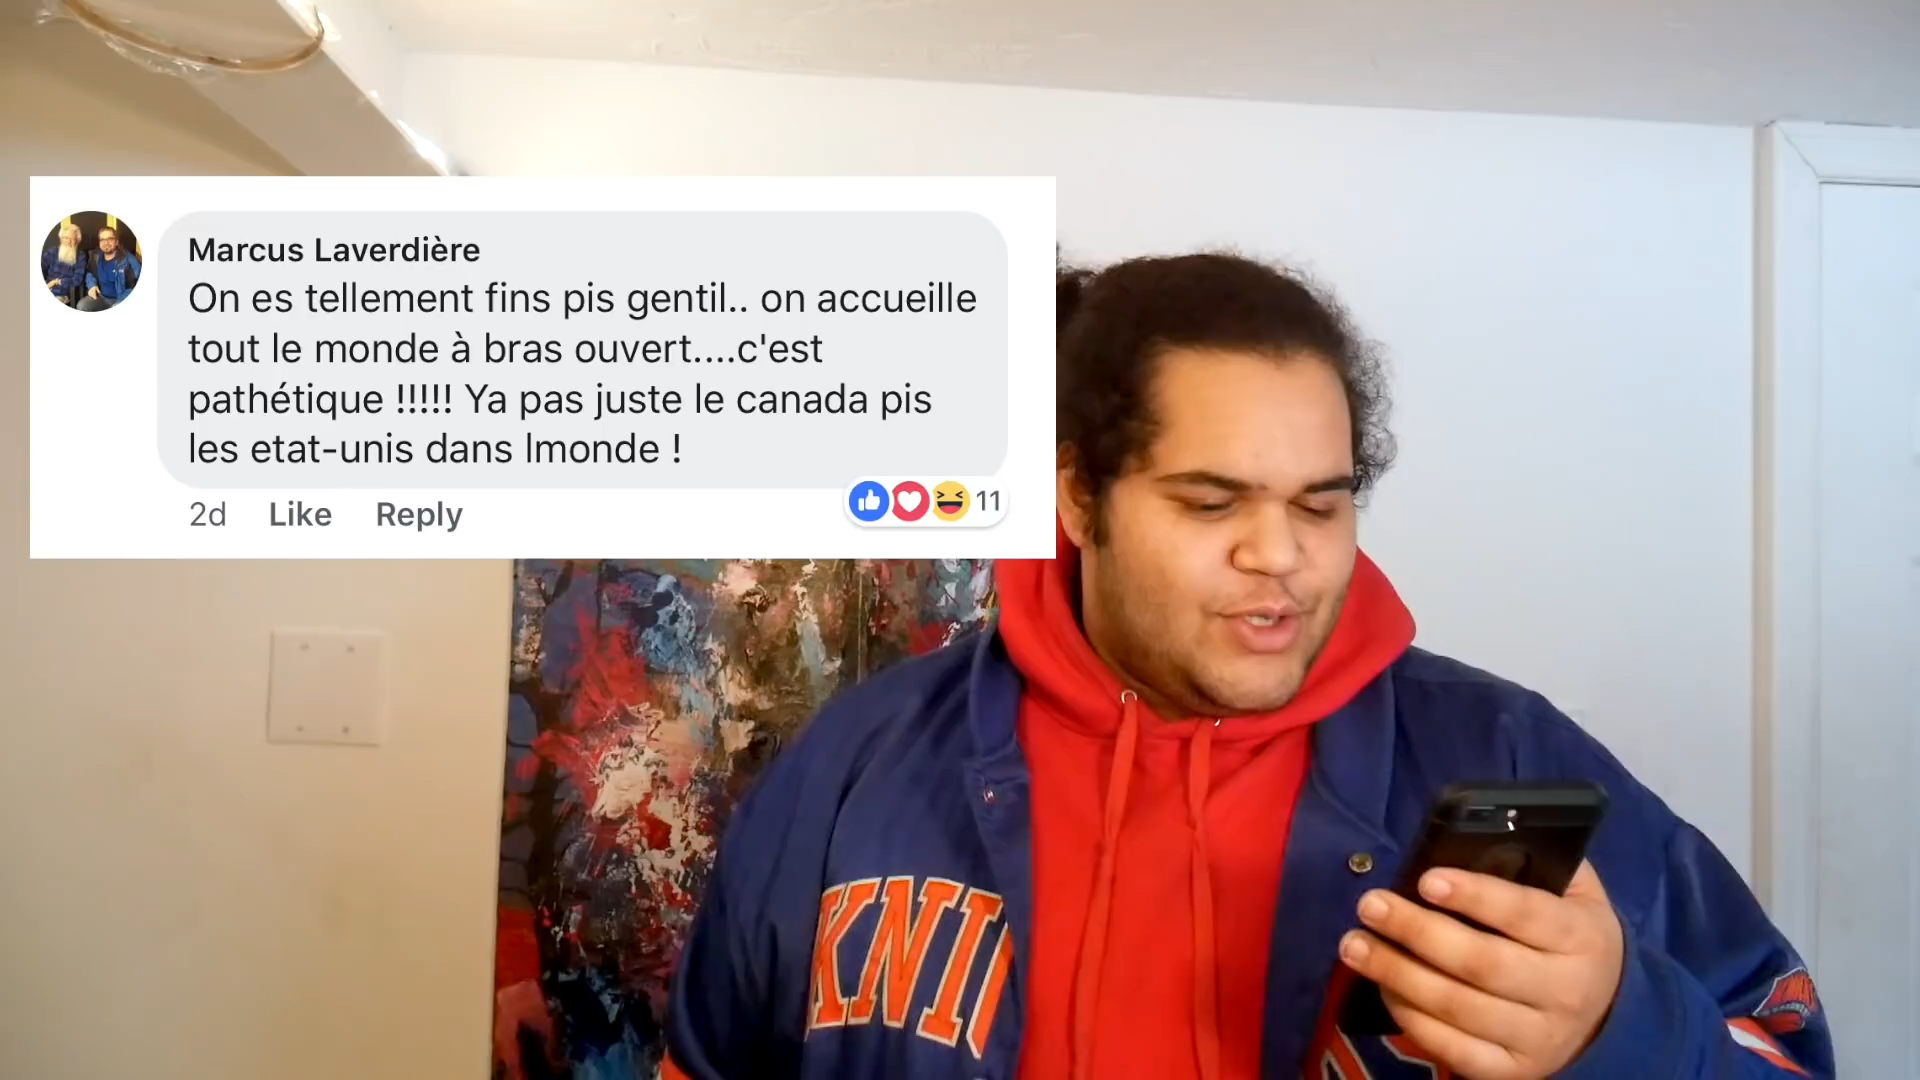 Marcus Laverdière
On es tellement fins pis gentil.. on accueille
tout le monde à bras ouvert....c'est
pathétique !!!!! Ya pas juste le canada pis
les etat-unis dans lmonde !
2d Like Reply 11
KNI